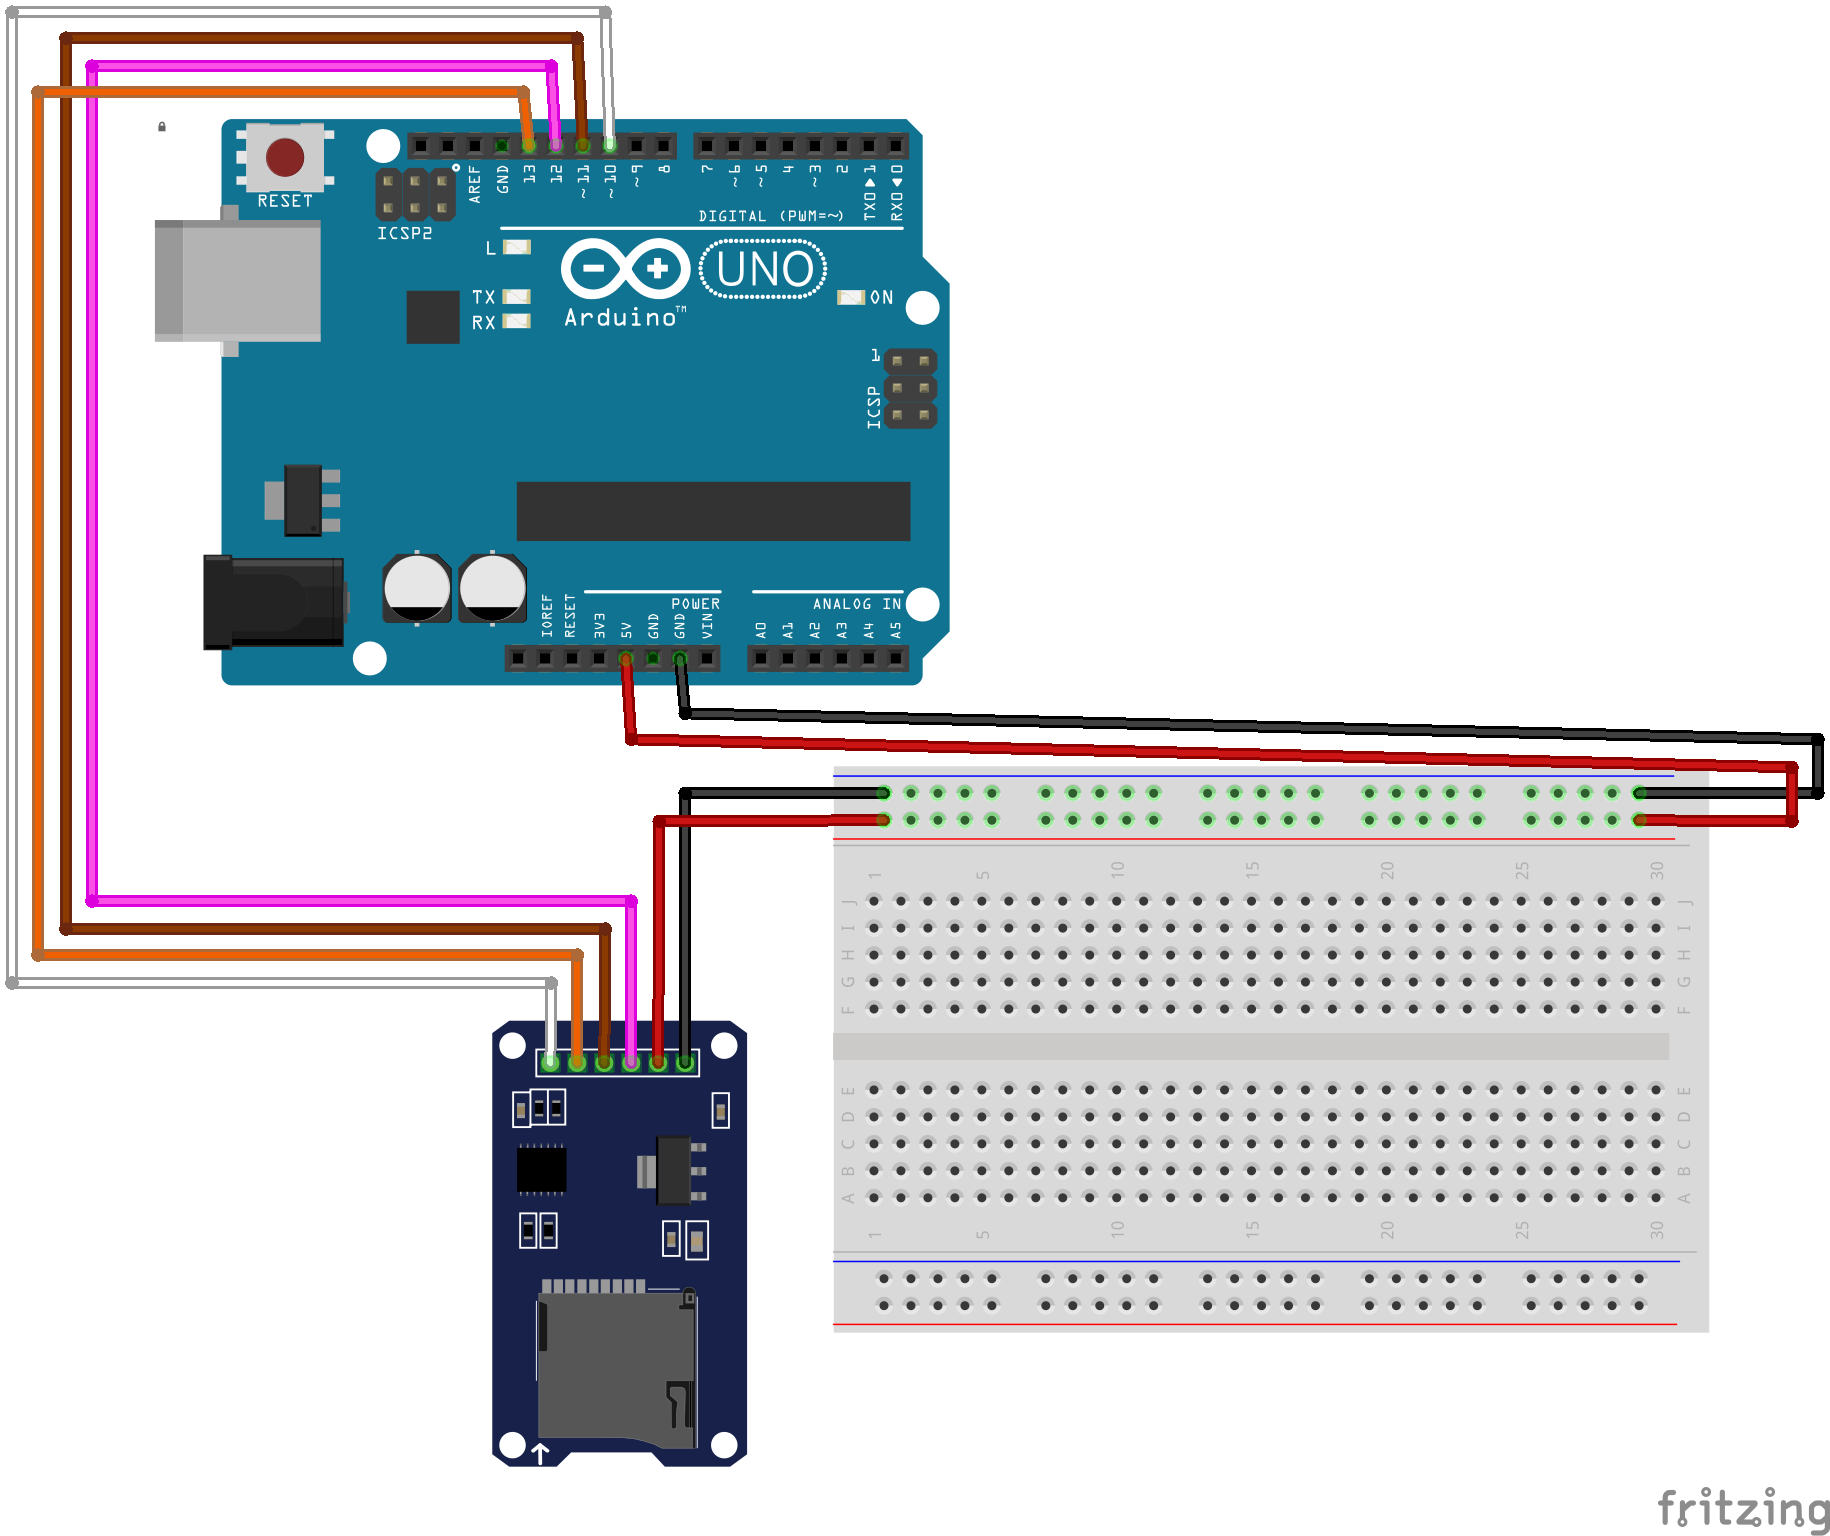 RESET
ICSP2
AREF
GND
13
12
~11
~10
~9
8
7
~6
~5
4
~3
2
TX0▶1
RX0◀0
DIGITAL (PWM=~)
L
TX
RX
Arduino™
UNO
ON
1
ICSP
POWER
ANALOG IN
IOREF
RESET
3V3
5V
GND
GND
VIN
A0
A1
A2
A3
A4
A5
1 5 10 15 20 25 30
J J
I I
H H
G G
F F
E E
D D
C C
B B
A A
1 5 10 15 20 25 30
fritzing